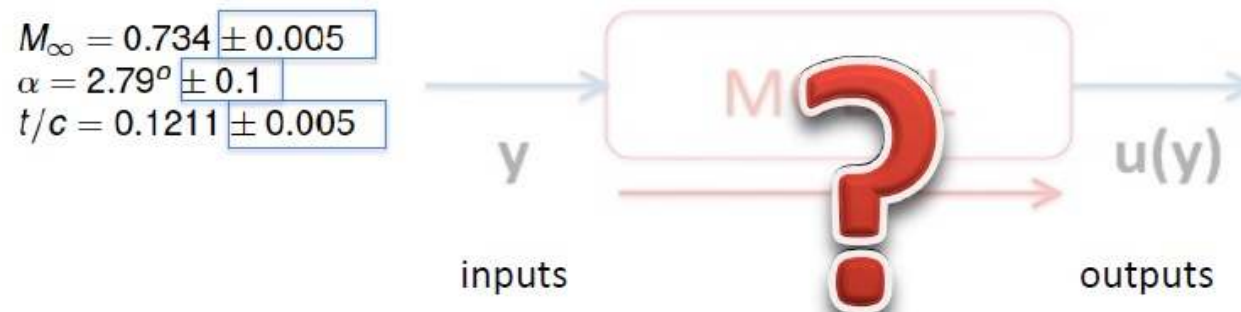 M∞ = 0.734 ± 0.005
α = 2.79° ± 0.1
t/c = 0.1211 ± 0.005
y
u(y)
inputs
outputs